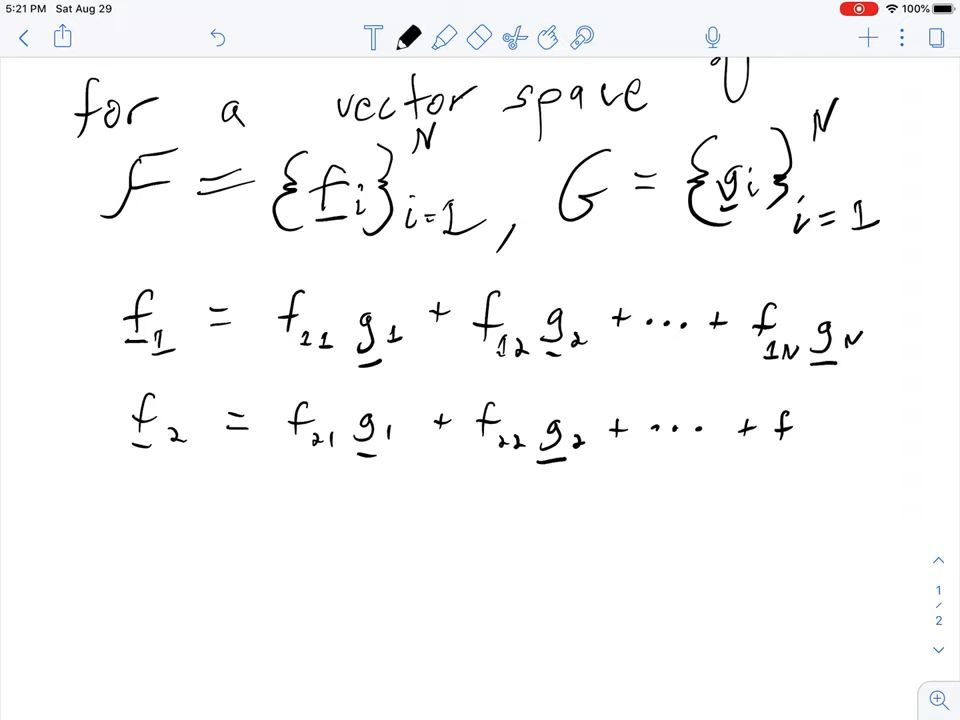 5:21 PM Sat Aug 29 100%
for a vector space
F = {f_i}_{i=1}^N , G = {g_i}_{i=1}^N
f_1 = f_11 g_1 + f_12 g_2 + ... + f_1N g_N
f_2 = f_21 g_1 + f_22 g_2 + ... + f
1
/
2